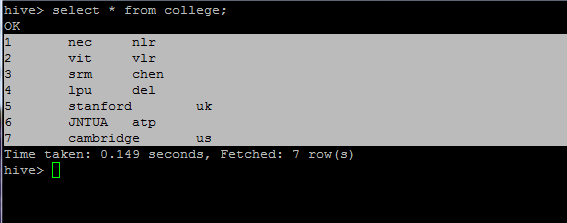 hive> select * from college;
OK
1 nec nlr
2 vit vlr
3 srm chen
4 lpu del
5 stanford uk
6 JNTUA atp
7 cambridge us
Time taken: 0.149 seconds, Fetched: 7 row(s)
hive>